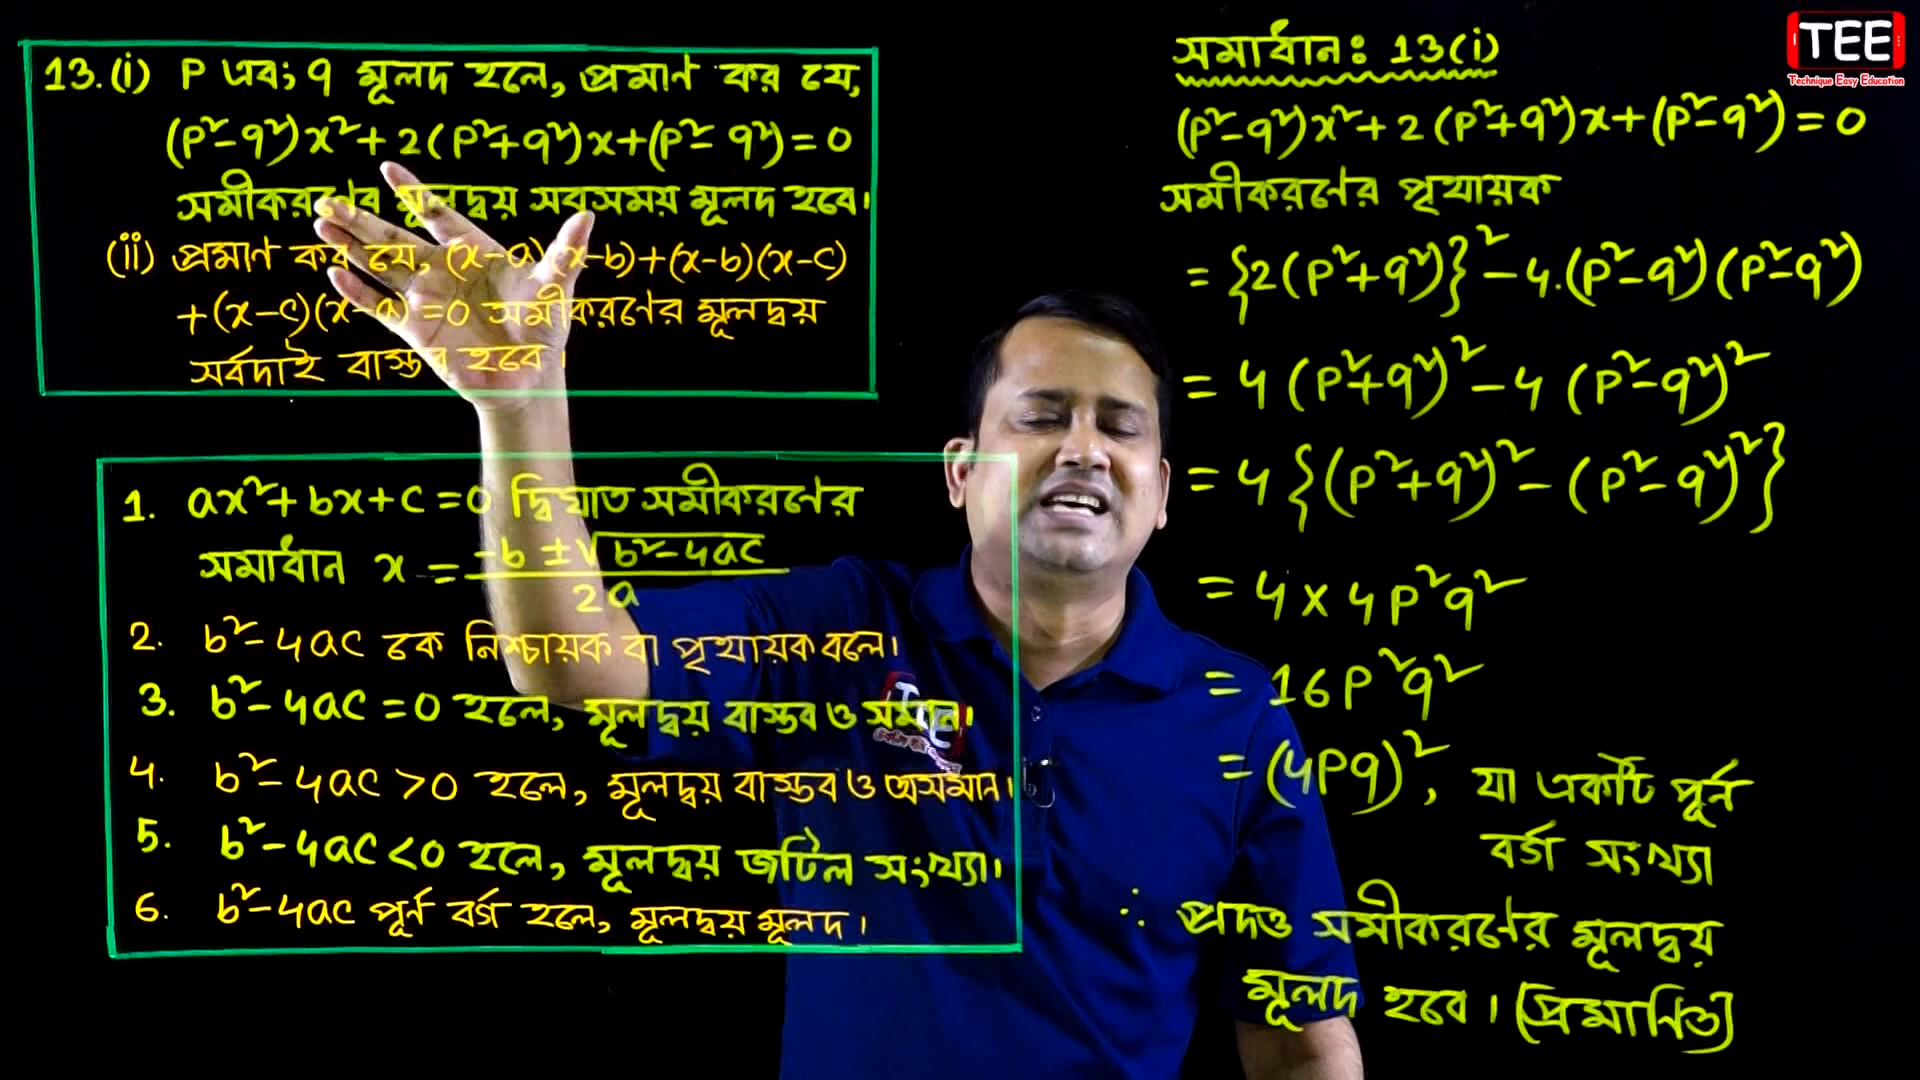 13. (i) P এবং q মূলদ হলে, প্রমাণ কর যে,
(p²-q²)x²+2(p²+q²)x+(p²-q²)=0
সমীকরণের মূলদ্বয় সবসময় মূলদ হবে।
(ii) প্রমাণ কর যে, (x-a)(x-b)+(x-b)(x-c)
+(x-c)(x-a)=0 সমীকরণের মূলদ্বয়
সর্বদাই বাস্তব হবে।
1. ax²+bx+c=0 দ্বিঘাত সমীকরণের
সমাধান x = (-b ± √(b²-4ac))/2a
2. b²-4ac কে নিশ্চায়ক বা পৃথায়ক বলে।
3. b²-4ac=0 হলে, মূলদ্বয় বাস্তব ও সমান।
4. b²-4ac>0 হলে, মূলদ্বয় বাস্তব ও অসমান।
5. b²-4ac<0 হলে, মূলদ্বয় জটিল সংখ্যা।
6. b²-4ac পূর্ন বর্গ হলে, মূলদ্বয় মূলদ।
সমাধান: 13(i)
(p²-q²)x²+2(p²+q²)x+(p²-q²)=0
সমীকরণের পৃথায়ক
= {2(p²+q²)}²-4.(p²-q²)(p²-q²)
= 4(p²+q²)²-4(p²-q²)²
= 4{(p²+q²)²-(p²-q²)²}
= 4×4p²q²
= 16p²q²
= (4pq)², যা একটি পূর্ন
বর্গ সংখ্যা
∴ প্রদত্ত সমীকরণের মূলদ্বয়
মূলদ হবে। (প্রমাণিত)
TEE
Technique Easy Education
TEE